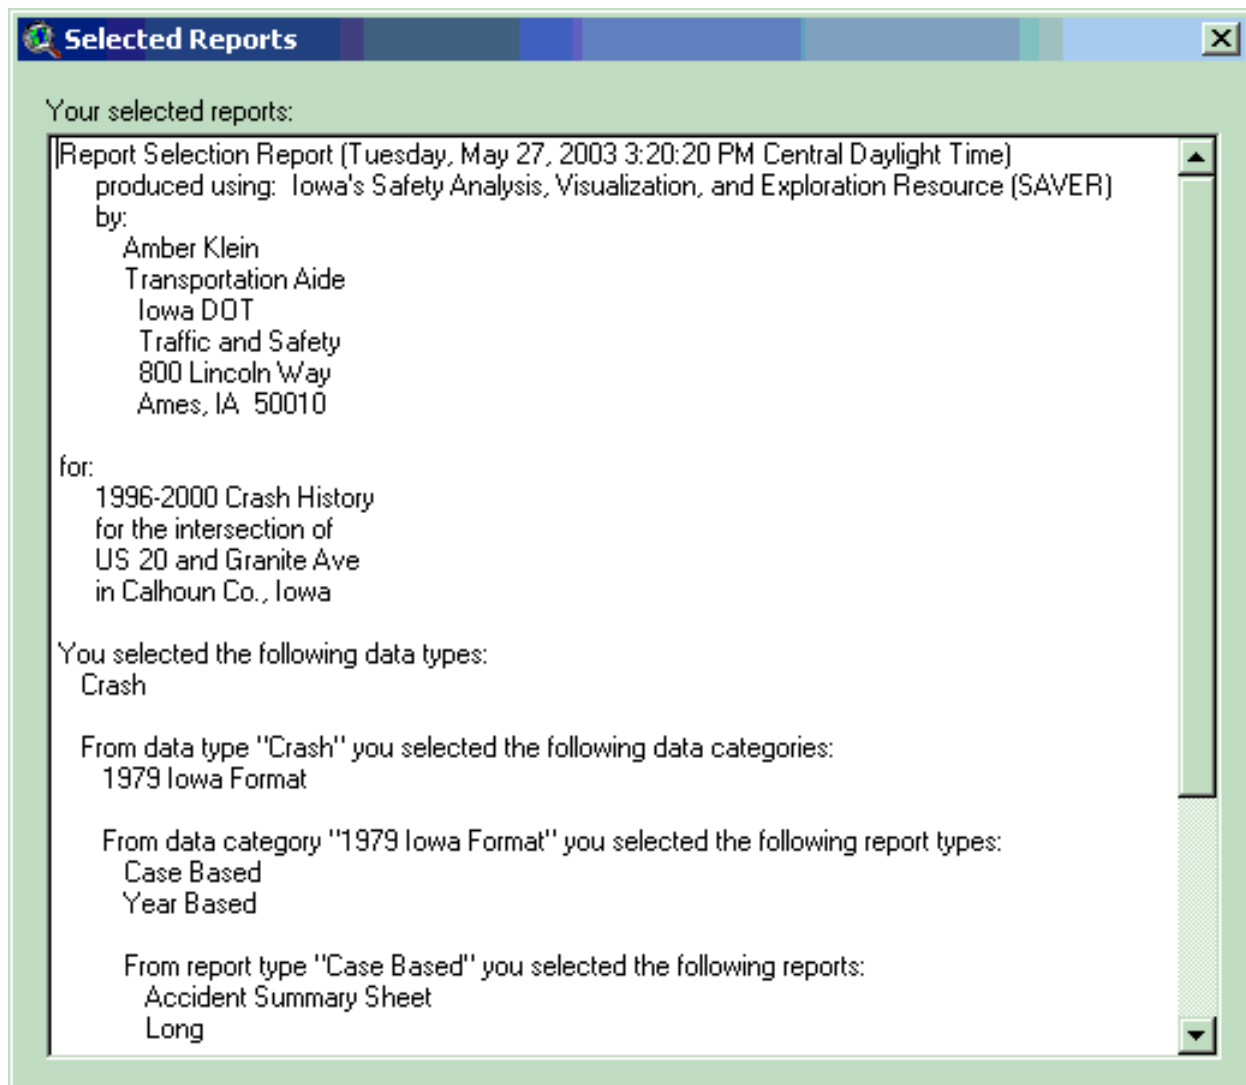 Selected Reports
Your selected reports:
Report Selection Report (Tuesday, May 27, 2003 3:20:20 PM Central Daylight Time)
produced using:  Iowa's Safety Analysis, Visualization, and Exploration Resource (SAVER)
by:
Amber Klein
Transportation Aide
Iowa DOT
Traffic and Safety
800 Lincoln Way
Ames, IA  50010
for:
1996-2000 Crash History
for the intersection of
US 20 and Granite Ave
in Calhoun Co., Iowa
You selected the following data types:
Crash
From data type "Crash" you selected the following data categories:
1979 Iowa Format
From data category "1979 Iowa Format" you selected the following report types:
Case Based
Year Based
From report type "Case Based" you selected the following reports:
Accident Summary Sheet
Long